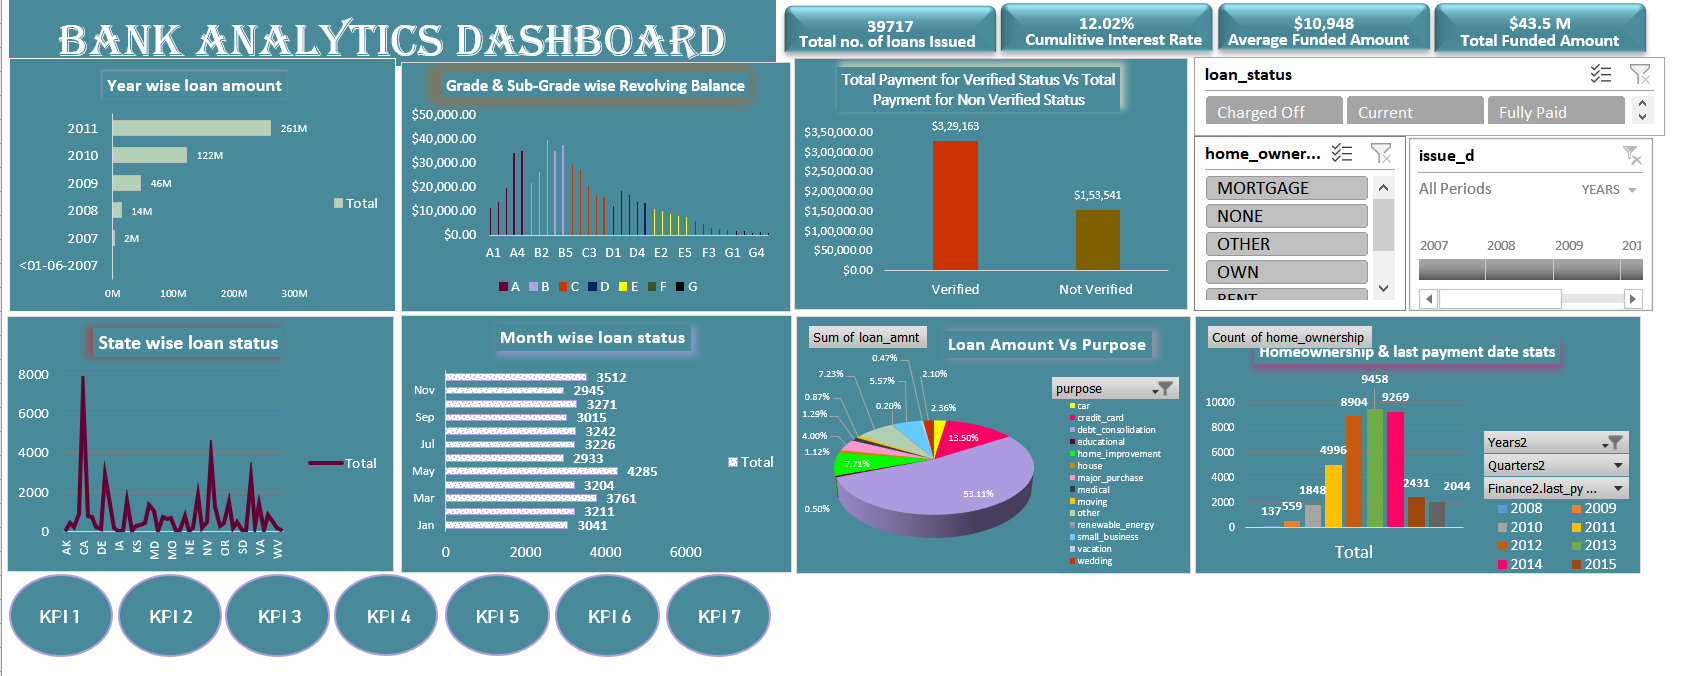 BANK ANALYTICS DASHBOARD
39717
Total no. of loans Issued
12.02%
Cumulitive Interest Rate
$10,948
Average Funded Amount
$43.5 M
Total Funded Amount
Year wise loan amount
2011
261M
2010
122M
2009
46M
2008
14M
2007
2M
<01-06-2007
0M
100M
200M
300M
Total
Grade & Sub-Grade wise Revolving Balance
$50,000.00
$40,000.00
$30,000.00
$20,000.00
$10,000.00
$0.00
A1 A4 B2 B5 C3 D1 D4 E2 E5 F3 G1 G4
A B C D E F G
Total Payment for Verified Status Vs Total
Payment for Non Verified Status
$3,50,000.00
$3,00,000.00
$2,50,000.00
$2,00,000.00
$1,50,000.00
$1,00,000.00
$50,000.00
$0.00
$3,29,163
$1,53,541
Verified
Not Verified
loan_status
Charged Off
Current
Fully Paid
home_owner...
MORTGAGE
NONE
OTHER
OWN
RENT
issue_d
All Periods
YEARS
2007
2008
2009
201
State wise loan status
8000
6000
4000
2000
0
AK CA DE IA KS MD MO NE NV OR SD VA WV
Total
Month wise loan status
3512
Nov
2945
3271
Sep
3015
3242
Jul
3226
2933
May
4285
3204
Mar
3761
3211
Jan
3041
0
2000
4000
6000
Total
Sum of loan_amnt
Loan Amount Vs Purpose
0.47%
2.10%
7.23%
5.57%
0.87%
0.20%
2.36%
1.29%
4.00%
13.50%
1.12%
7.71%
53.11%
0.50%
purpose
car
credit_card
debt_consolidation
educational
home_improvement
house
major_purchase
medical
moving
other
renewable_energy
small_business
vacation
wedding
Count of home_ownership
Homeownership & last payment date stats
10000
8000
6000
4000
2000
0
137
559
1848
4996
8904
9458
9269
2431
2044
Total
Years2
Quarters2
Finance2.last_py ...
2008 2009
2010 2011
2012 2013
2014 2015
KPI 1
KPI 2
KPI 3
KPI 4
KPI 5
KPI 6
KPI 7